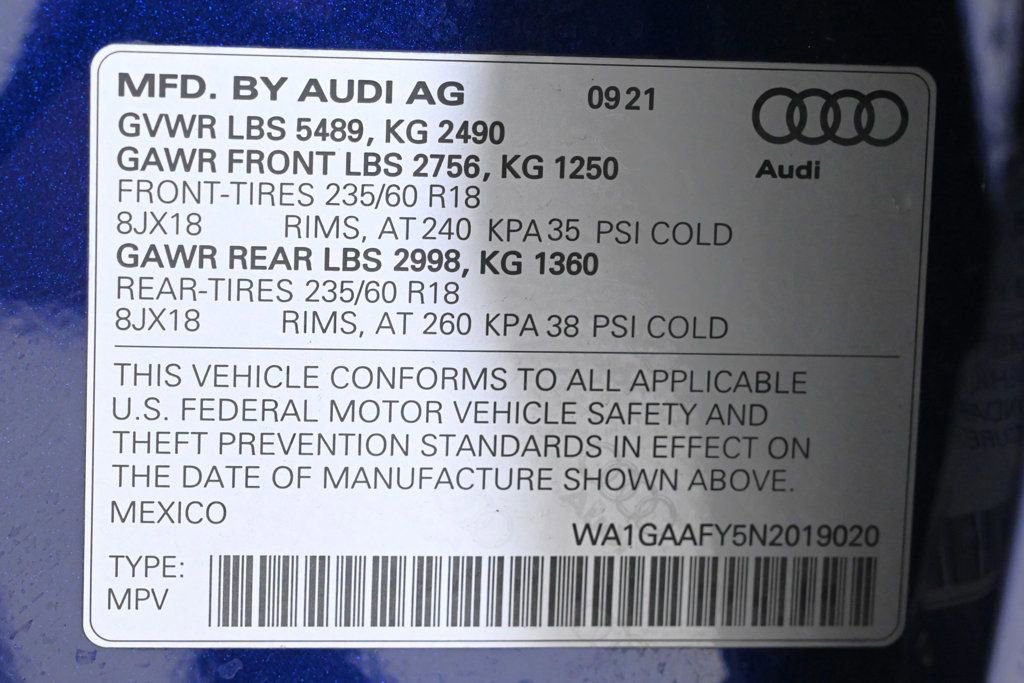 MFD. BY AUDI AG 0921
GVWR LBS 5489, KG 2490
GAWR FRONT LBS 2756, KG 1250
Audi
FRONT-TIRES 235/60 R18
8JX18 RIMS, AT 240 KPA 35 PSI COLD
GAWR REAR LBS 2998, KG 1360
REAR-TIRES 235/60 R18
8JX18 RIMS, AT 260 KPA 38 PSI COLD
THIS VEHICLE CONFORMS TO ALL APPLICABLE
U.S. FEDERAL MOTOR VEHICLE SAFETY AND
THEFT PREVENTION STANDARDS IN EFFECT ON
THE DATE OF MANUFACTURE SHOWN ABOVE.
MEXICO
WA1GAAFY5N2019020
TYPE:
MPV